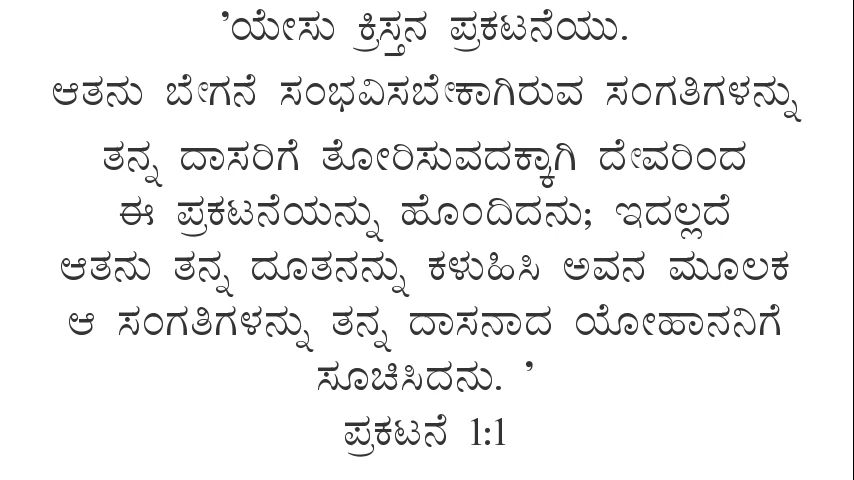 ’ಯೇಸು ಕ್ರಿಸ್ತನ ಪ್ರಕಟನೆಯು.
ಆತನು ಬೇಗನೆ ಸಂಭವಿಸಬೇಕಾಗಿರುವ ಸಂಗತಿಗಳನ್ನು
ತನ್ನ ದಾಸರಿಗೆ ತೋರಿಸುವದಕ್ಕಾಗಿ ದೇವರಿಂದ
ಈ ಪ್ರಕಟನೆಯನ್ನು ಹೊಂದಿದನು; ಇದಲ್ಲದೆ
ಆತನು ತನ್ನ ದೂತನನ್ನು ಕಳುಹಿಸಿ ಅವನ ಮೂಲಕ
ಆ ಸಂಗತಿಗಳನ್ನು ತನ್ನ ದಾಸನಾದ ಯೋಹಾನನಿಗೆ
ಸೂಚಿಸಿದನು. ’
ಪ್ರಕಟನೆ 1:1